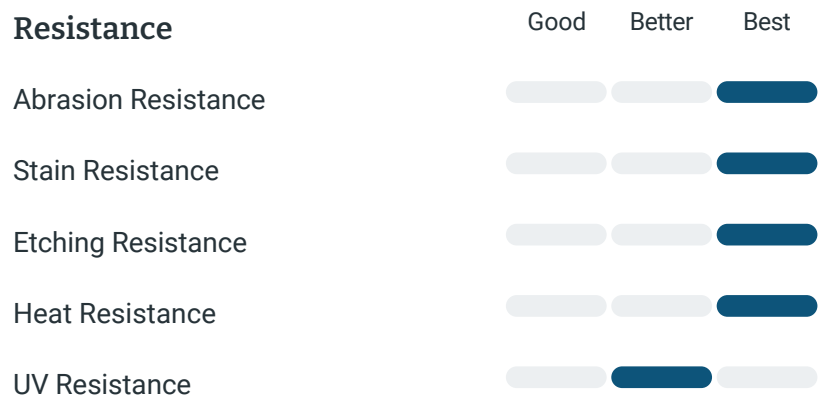 Resistance Good Better Best
Abrasion Resistance
Stain Resistance
Etching Resistance
Heat Resistance
UV Resistance